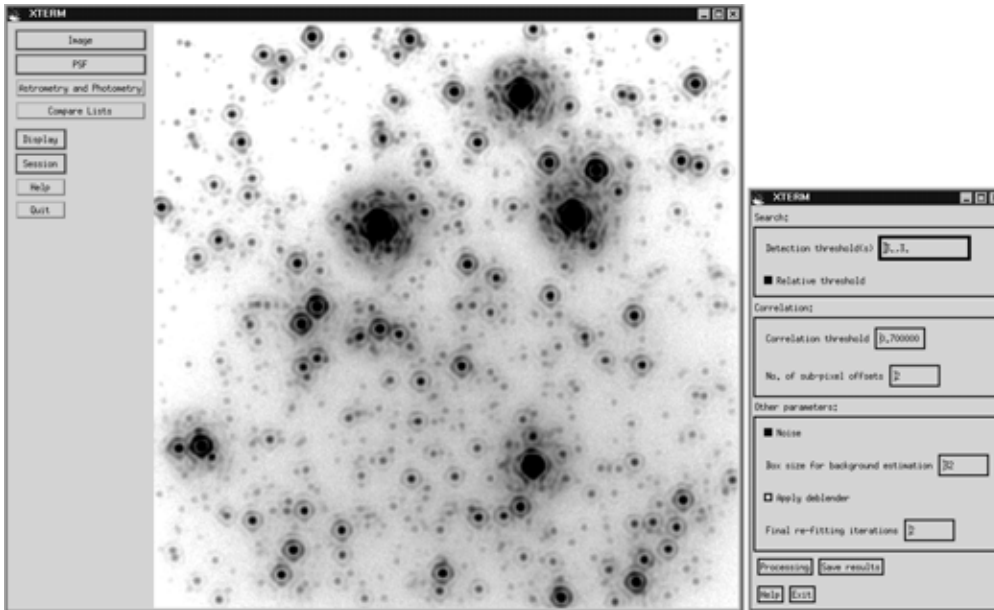 XTERM
Image
PSF
Astrometry and Photometry
Compare Lists
Display
Session
Help
Quit
XTERM
Search:
Detection threshold(s)
Relative threshold
Correlation:
Correlation threshold 0.700000
No. of sub-pixel offsets 2
Other parameters:
Noise
Box size for background estimation 32
Apply deblender
Final re-fitting iterations 2
Processing Save results
Help Exit